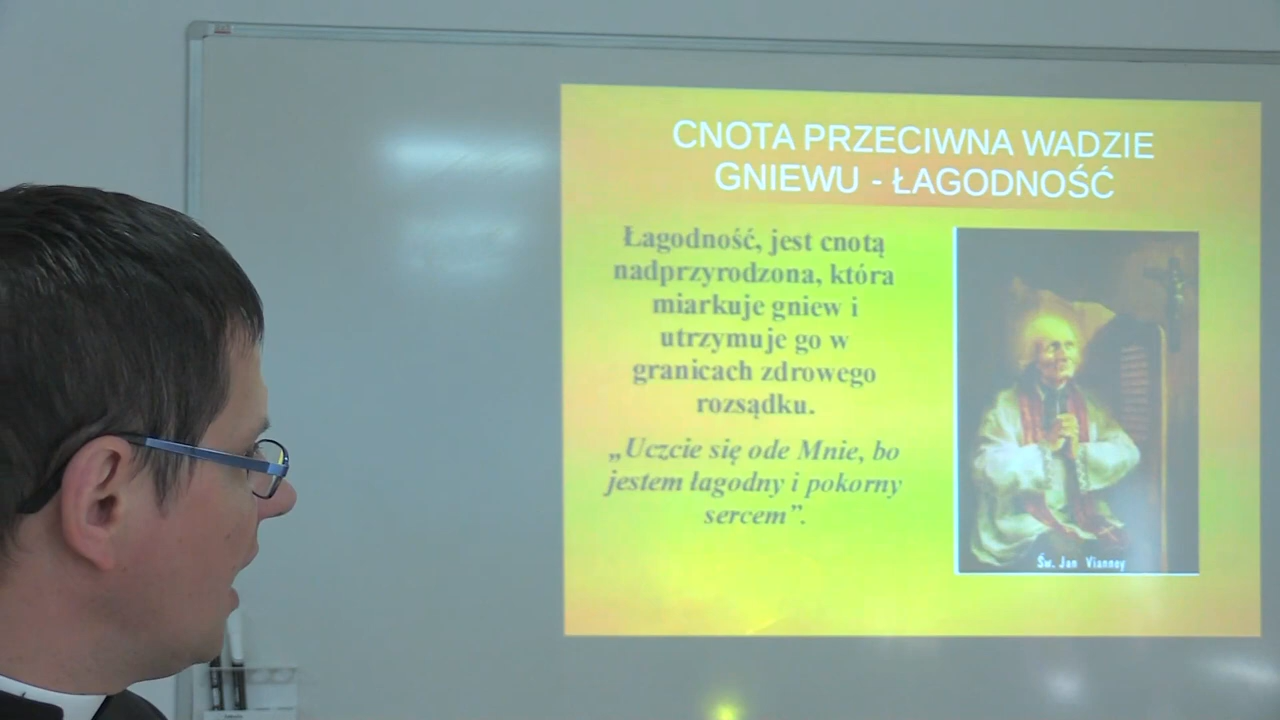 CNOTA PRZECIWNA WADZIE
GNIEWU - ŁAGODNOŚĆ
Łagodność, jest cnotą
nadprzyrodzona, która
miarkuje gniew i
utrzymuje go w
granicach zdrowego
rozsądku.
„Uczcie się ode Mnie, bo
jestem łagodny i pokorny
sercem”.
Św. Jan Vianney